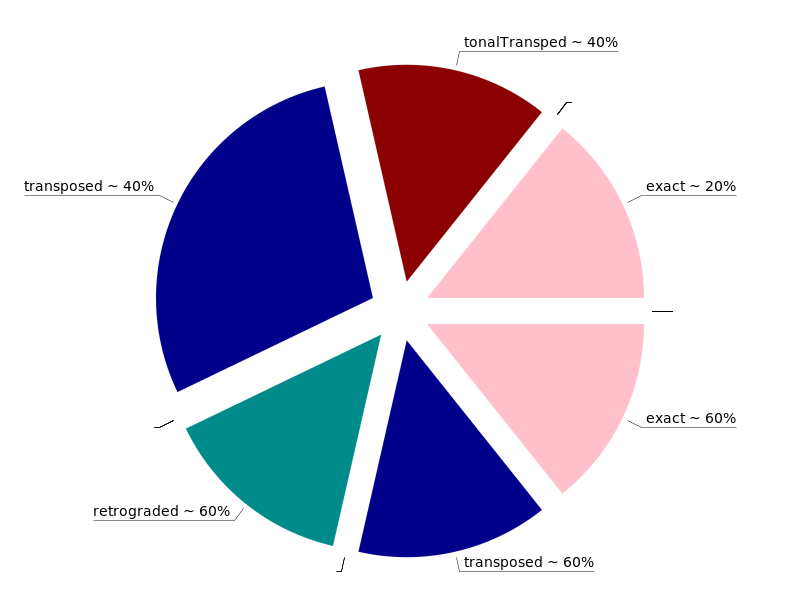 tonalTransped ~ 40%
transposed ~ 40%
exact ~ 20%
exact ~ 60%
retrograded ~ 60%
transposed ~ 60%